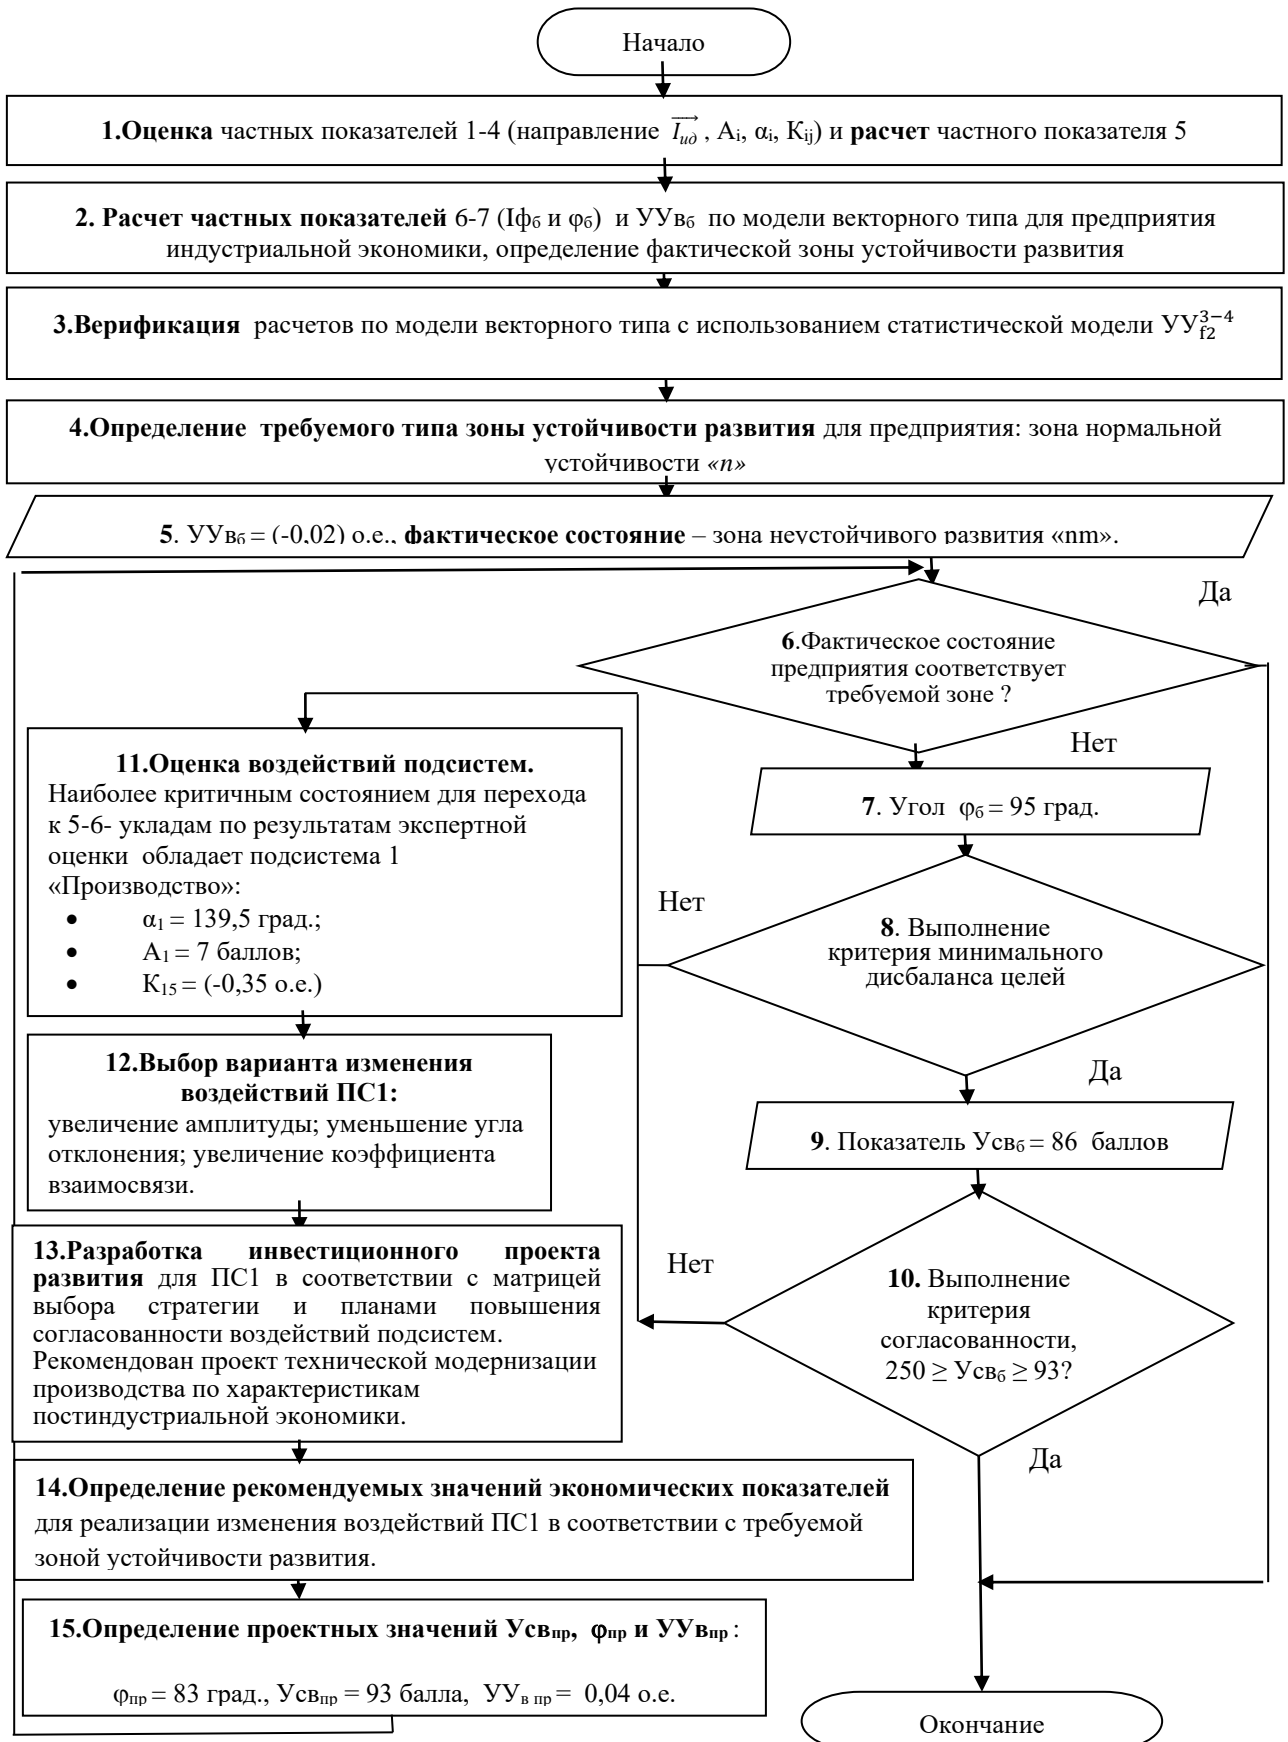 Начало
1.Оценка частных показателей 1-4 (направление I⃗ид , Аi, αi, Кij) и расчет частного показателя 5
2. Расчет частных показателей 6-7 (Iфб и φб) и УУвб по модели векторного типа для предприятия
индустриальной экономики, определение фактической зоны устойчивости развития
3.Верификация расчетов по модели векторного типа с использованием статистической модели УУf2^3−4
4.Определение требуемого типа зоны устойчивости развития для предприятия: зона нормальной
устойчивости «n»
5. УУвб = (-0,02) о.е., фактическое состояние – зона неустойчивого развития «nm».
Да
6.Фактическое состояние
предприятия соответствует
требуемой зоне ?
Нет
7. Угол φб = 95 град.
Нет
8. Выполнение
критерия минимального
дисбаланса целей
Да
9. Показатель Усвб = 86 баллов
Нет
10. Выполнение
критерия
согласованности,
250 ≥ Усвб ≥ 93?
Да
11.Оценка воздействий подсистем.
Наиболее критичным состоянием для перехода
к 5-6- укладам по результатам экспертной
оценки обладает подсистема 1
«Производство»:
• α1 = 139,5 град.;
• А1 = 7 баллов;
• К15 = (-0,35 о.е.)
12.Выбор варианта изменения
воздействий ПС1:
увеличение амплитуды; уменьшение угла
отклонения; увеличение коэффициента
взаимосвязи.
13.Разработка инвестиционного проекта
развития для ПС1 в соответствии с матрицей
выбора стратегии и планами повышения
согласованности воздействий подсистем.
Рекомендован проект технической модернизации
производства по характеристикам
постиндустриальной экономики.
14.Определение рекомендуемых значений экономических показателей
для реализации изменения воздействий ПС1 в соответствии с требуемой
зоной устойчивости развития.
15.Определение проектных значений Усвпр, φпр и УУвпр :
φпр = 83 град., Усвпр = 93 балла, УУв пр = 0,04 о.е.
Окончание